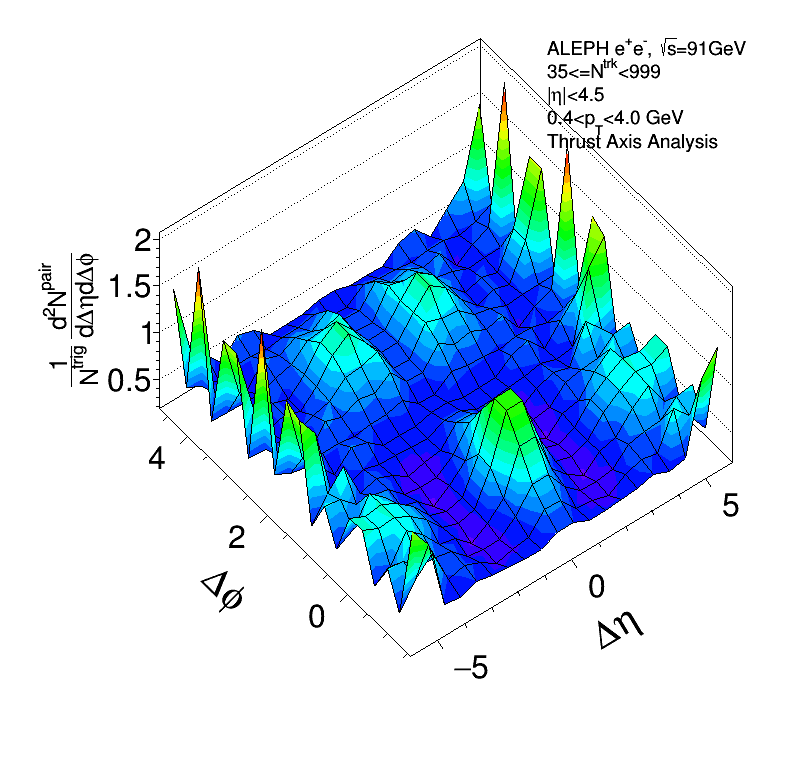 ALEPH e⁺e⁻, √s=91GeV
35<=Nᵗʳᵏ<999
|η|<4.5
0.4<p_T<4.0 GeV
Thrust Axis Analysis
1/N^trig d²N^pair/dΔηdΔϕ
2
1.5
1
0.5
4
2
0
Δϕ
−5
0
5
Δη